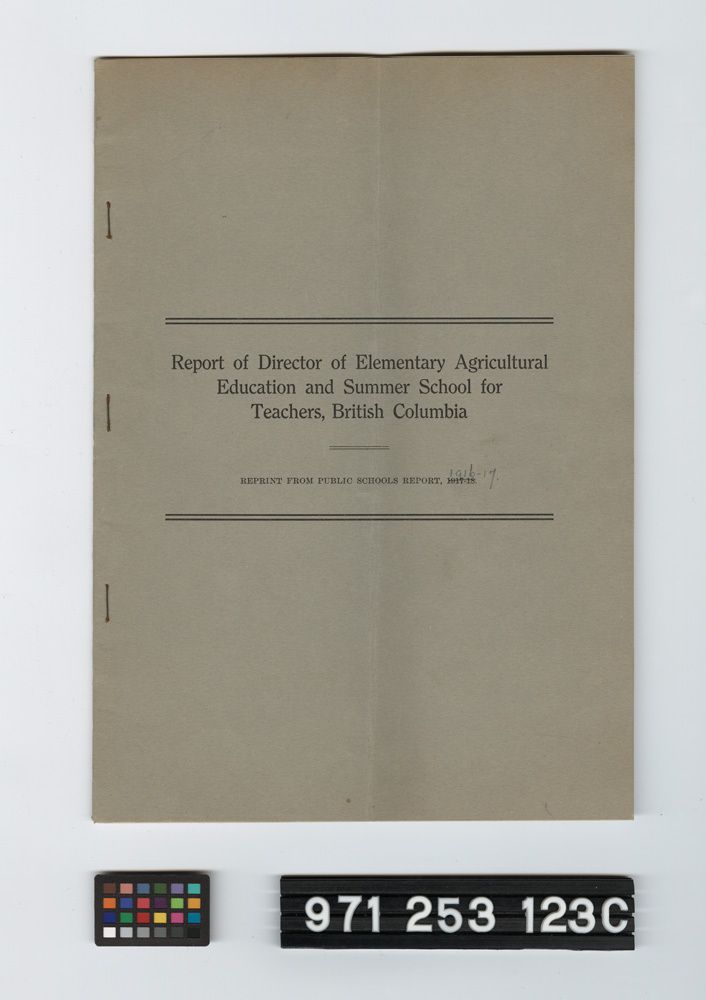 Report of Director of Elementary Agricultural
Education and Summer School for
Teachers, British Columbia
1916-17.
REPRINT FROM PUBLIC SCHOOLS REPORT, 1917-18.
971 253 123C